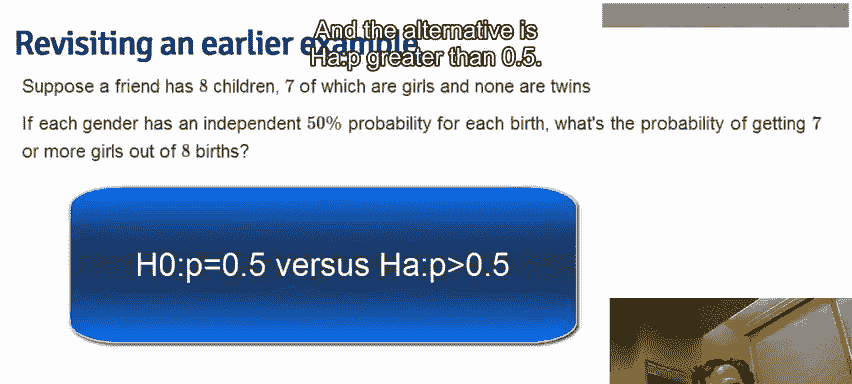 And the alternative is
Ha:p greater than 0.5.
Revisiting an earlier example
Suppose a friend has 8 children, 7 of which are girls and none are twins
If each gender has an independent 50% probability for each birth, what's the probability of getting 7
or more girls out of 8 births?
H0:p=0.5 versus Ha:p>0.5